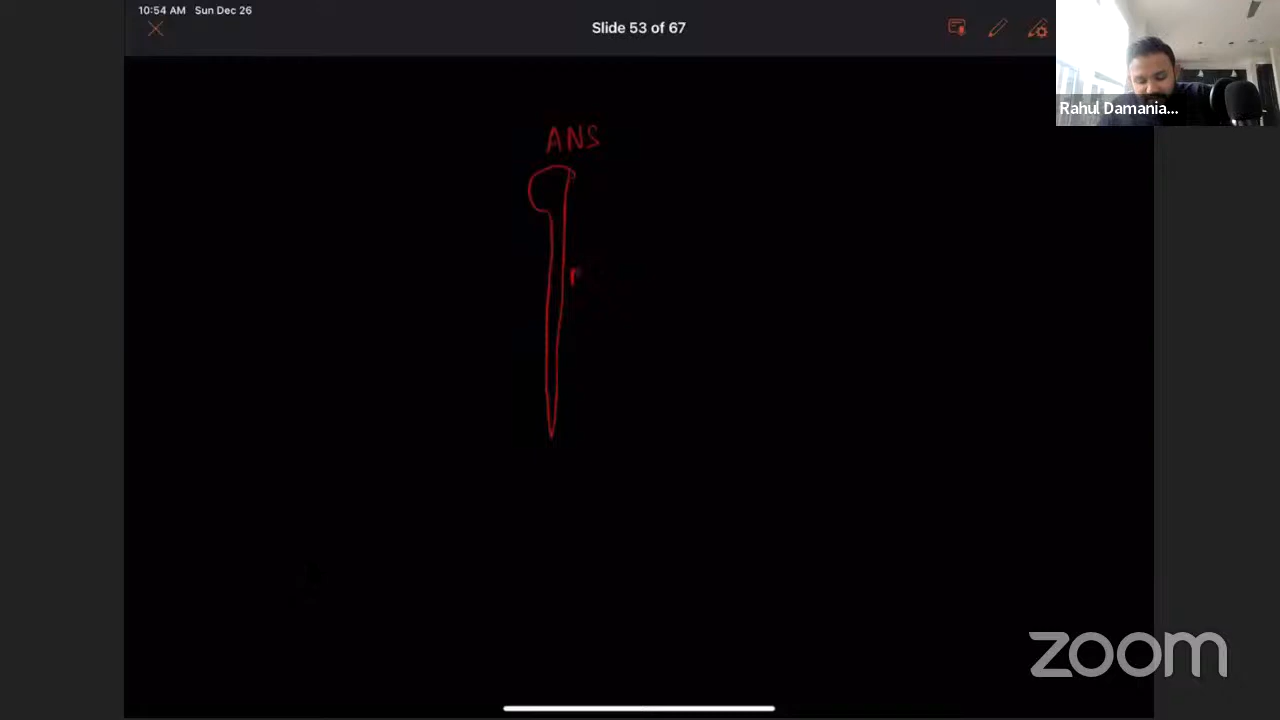 10:54 AM Sun Dec 26
Slide 53 of 67
Rahul Damania...
ANS
zoom